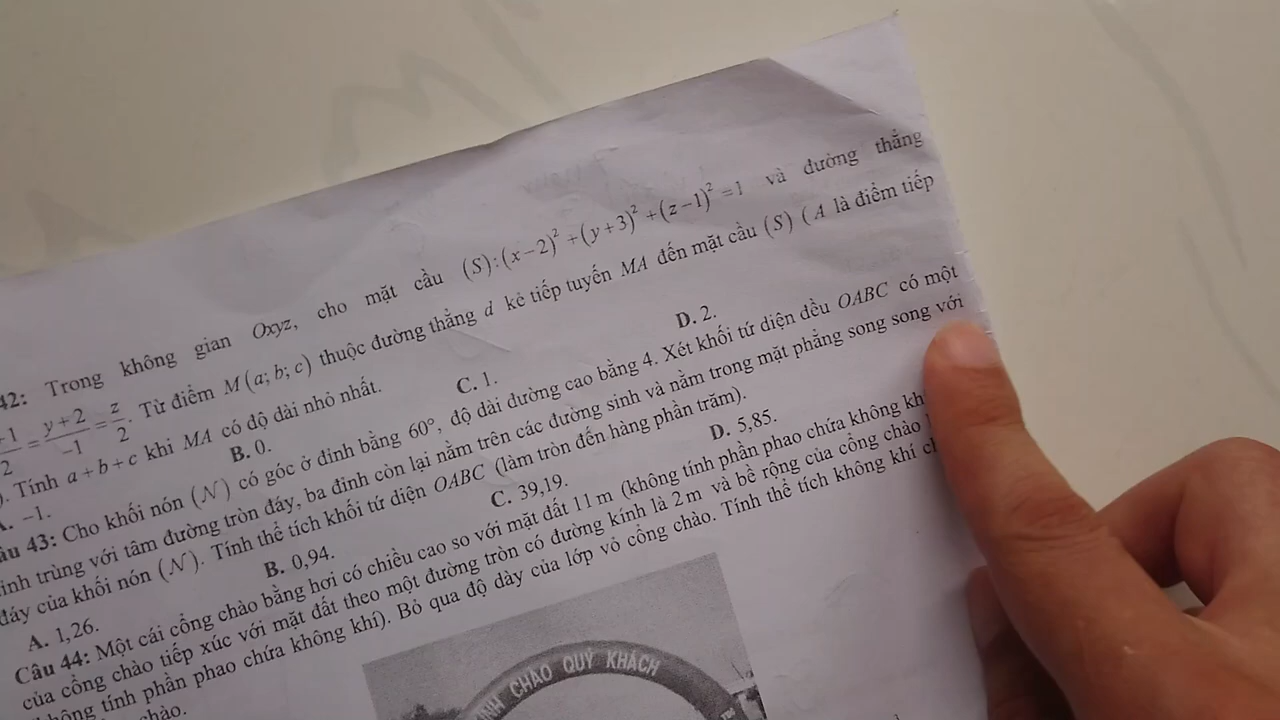 42: Trong không gian Oxyz, cho mặt cầu (S):(x−2)²+(y+3)²+(z−1)²=1 và đường thẳng
+1/2=y+2/−1=z/2. Từ điểm M(a;b;c) thuộc đường thẳng d kẻ tiếp tuyến MA đến mặt cầu (S) (A là điểm tiếp
). Tính a+b+c khi MA có độ dài nhỏ nhất.
A. −1. B. 0. C. 1. D. 2.
Câu 43: Cho khối nón (N) có góc ở đỉnh bằng 60°, độ dài đường cao bằng 4. Xét khối tứ diện đều OABC có một
đỉnh trùng với tâm đường tròn đáy, ba đỉnh còn lại nằm trên các đường sinh và nằm trong mặt phẳng song song với
đáy của khối nón (N). Tính thể tích khối tứ diện OABC (làm tròn đến hàng phần trăm).
A. 1,26. B. 0,94. C. 39,19. D. 5,85.
Câu 44: Một cái cổng chào bằng hơi có chiều cao so với mặt đất 11 m (không tính phần phao chứa không kh
của cổng chào tiếp xúc với mặt đất theo một đường tròn có đường kính là 2 m và bề rộng của cổng chào
không tính phần phao chứa không khí). Bỏ qua độ dày của lớp vỏ cổng chào. Tính thể tích không khí c
chào.
CHÀO QUÝ KHÁCH